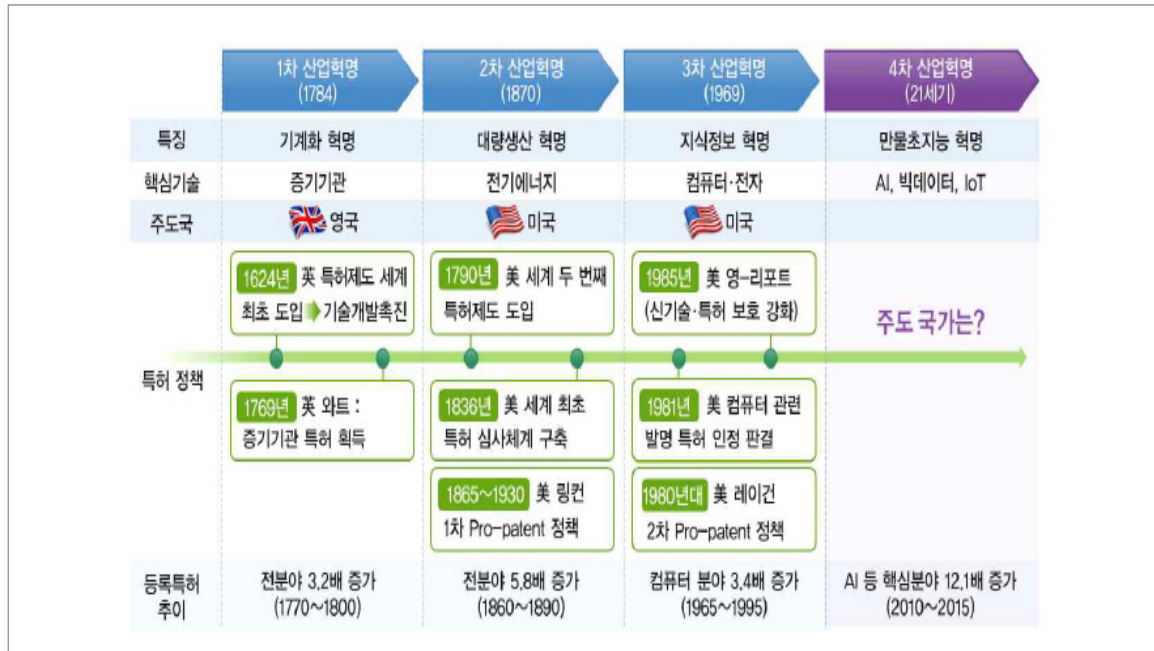 1차 산업혁명
(1784)
2차 산업혁명
(1870)
3차 산업혁명
(1969)
4차 산업혁명
(21세기)
특징
기계화 혁명
대량생산 혁명
지식정보 혁명
만물초지능 혁명
핵심기술
증기기관
전기에너지
컴퓨터·전자
AI, 빅데이터, IoT
주도국
영국
미국
미국
특허 정책
1624년 英 특허제도 세계
최초 도입 기술개발촉진
1790년 美 세계 두 번째
특허제도 도입
1985년 美 영-리포트
(신기술·특허 보호 강화)
주도 국가는?
1769년 英 와트 :
증기기관 특허 획득
1836년 美 세계 최초
특허 심사체계 구축
1981년 美 컴퓨터 관련
발명 특허 인정 판결
1865~1930 美 링컨
1차 Pro-patent 정책
1980년대 美 레이건
2차 Pro-patent 정책
등록특허
추이
전분야 3.2배 증가
(1770~1800)
전분야 5.8배 증가
(1860~1890)
컴퓨터 분야 3.4배 증가
(1965~1995)
AI 등 핵심분야 12.1배 증가
(2010~2015)